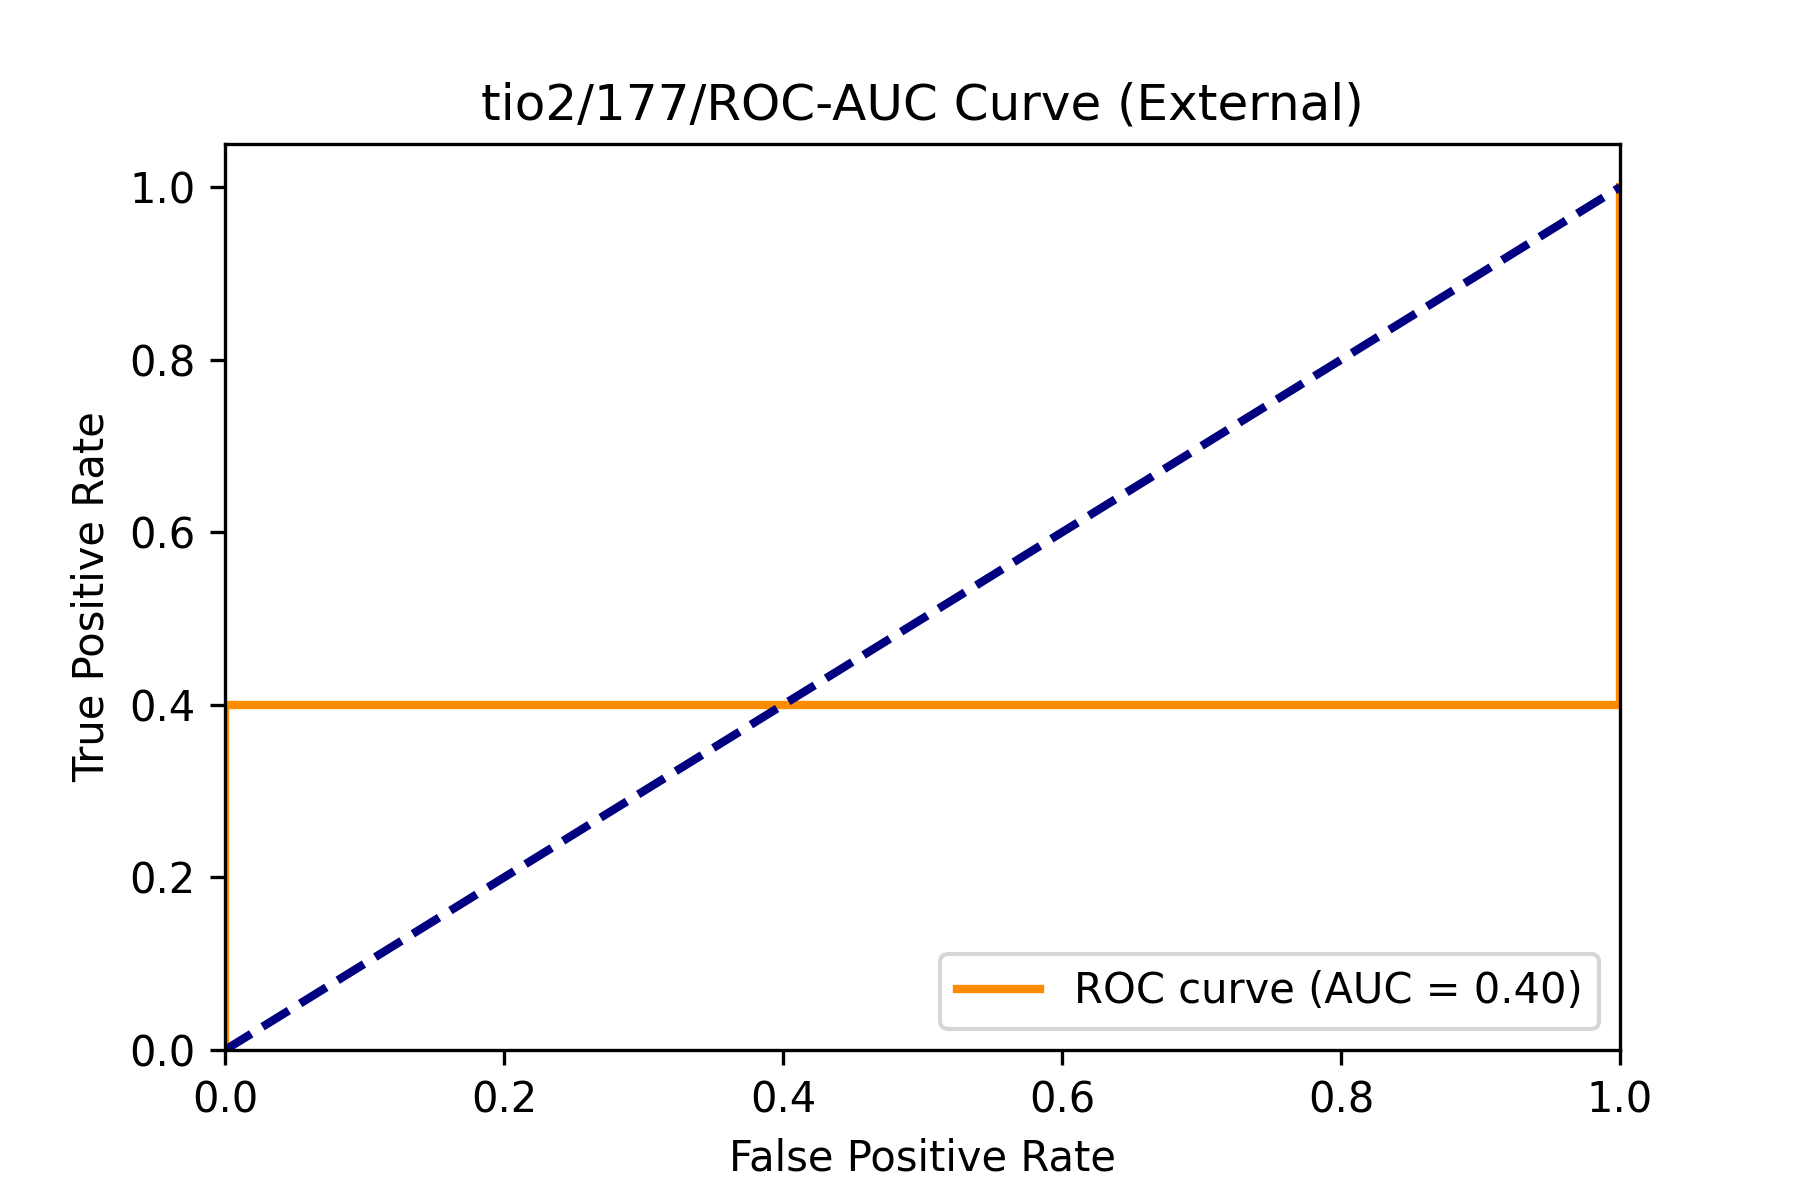 tio2/177/ROC-AUC Curve (External)
1.0
0.8
0.6
0.4
0.2
0.0
True Positive Rate
ROC curve (AUC = 0.40)
0.0 0.2 0.4 0.6 0.8 1.0
False Positive Rate